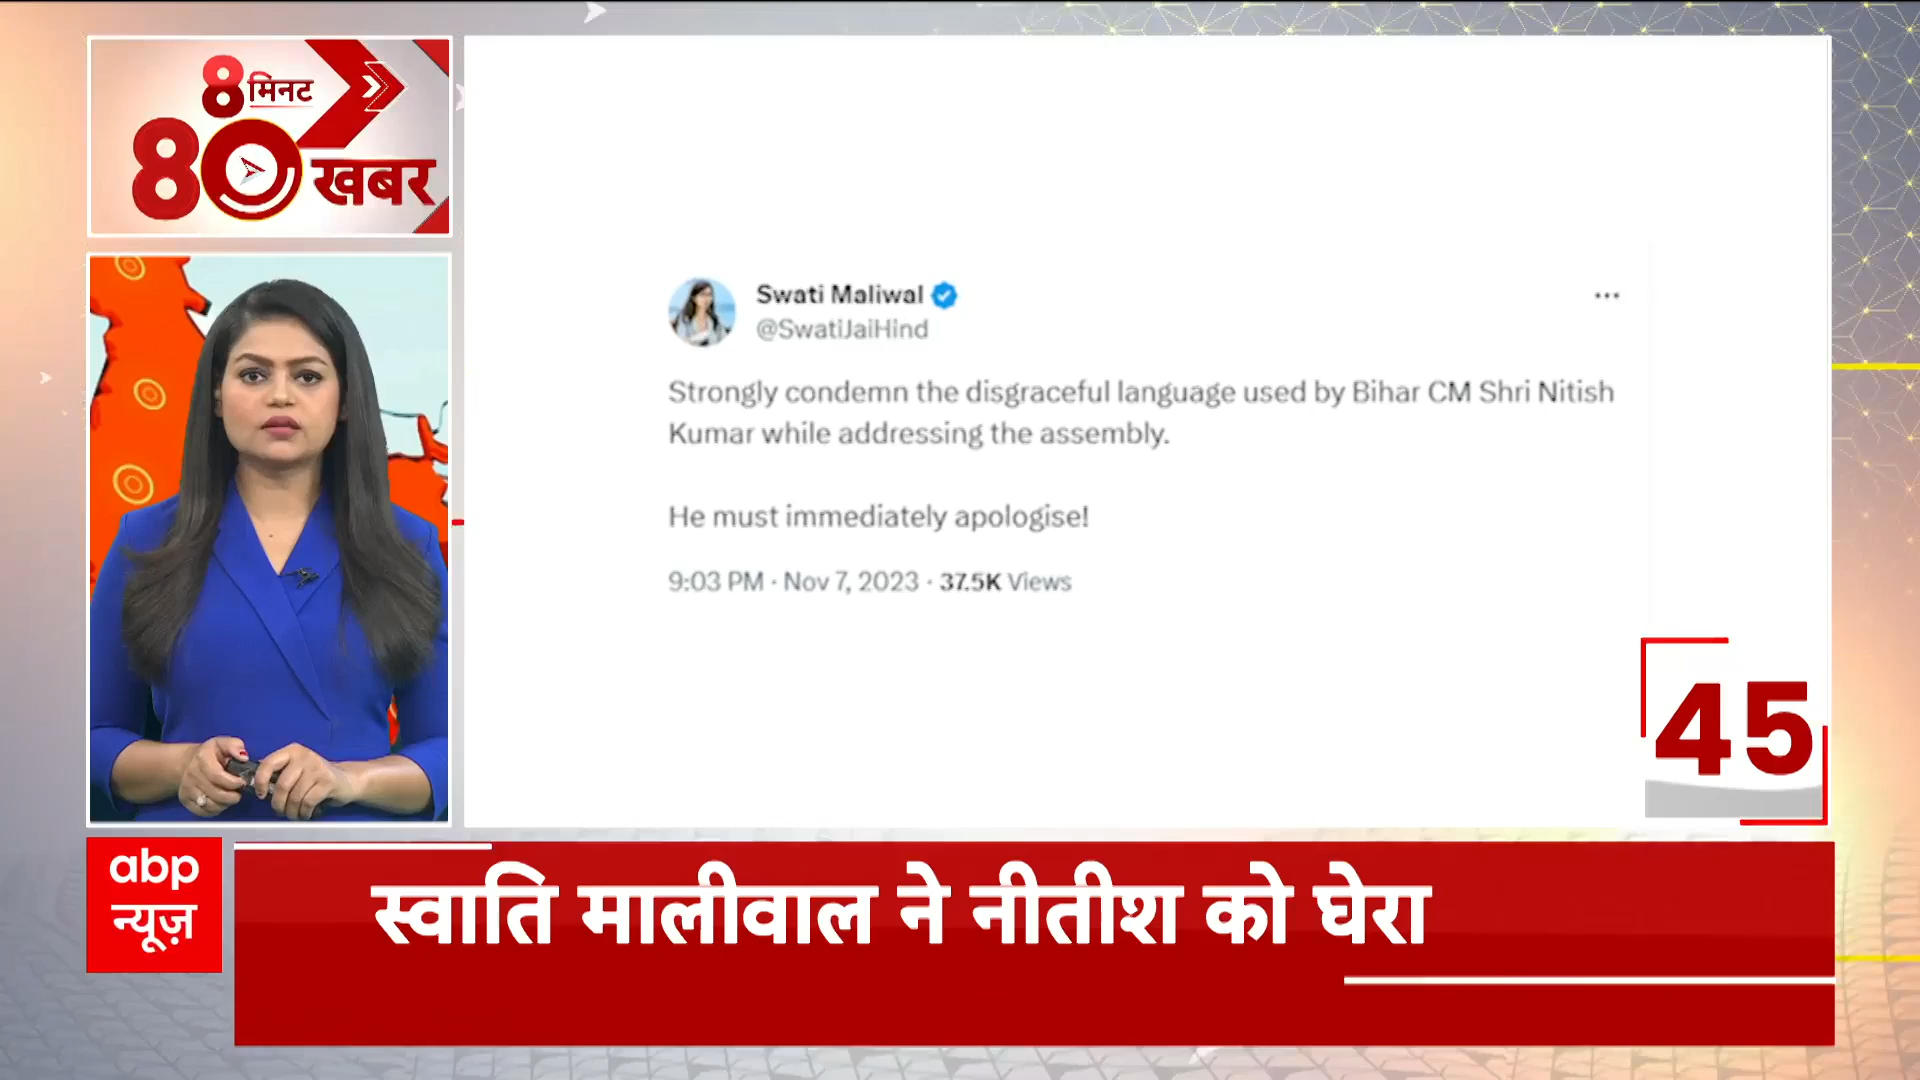 8 मिनट
80 खबर
Swati Maliwal
@SwatiJaiHind
Strongly condemn the disgraceful language used by Bihar CM Shri Nitish
Kumar while addressing the assembly.
He must immediately apologise!
9:03 PM · Nov 7, 2023 · 37.5K Views
45
abp
न्यूज़
स्वाति मालीवाल ने नीतीश को घेरा